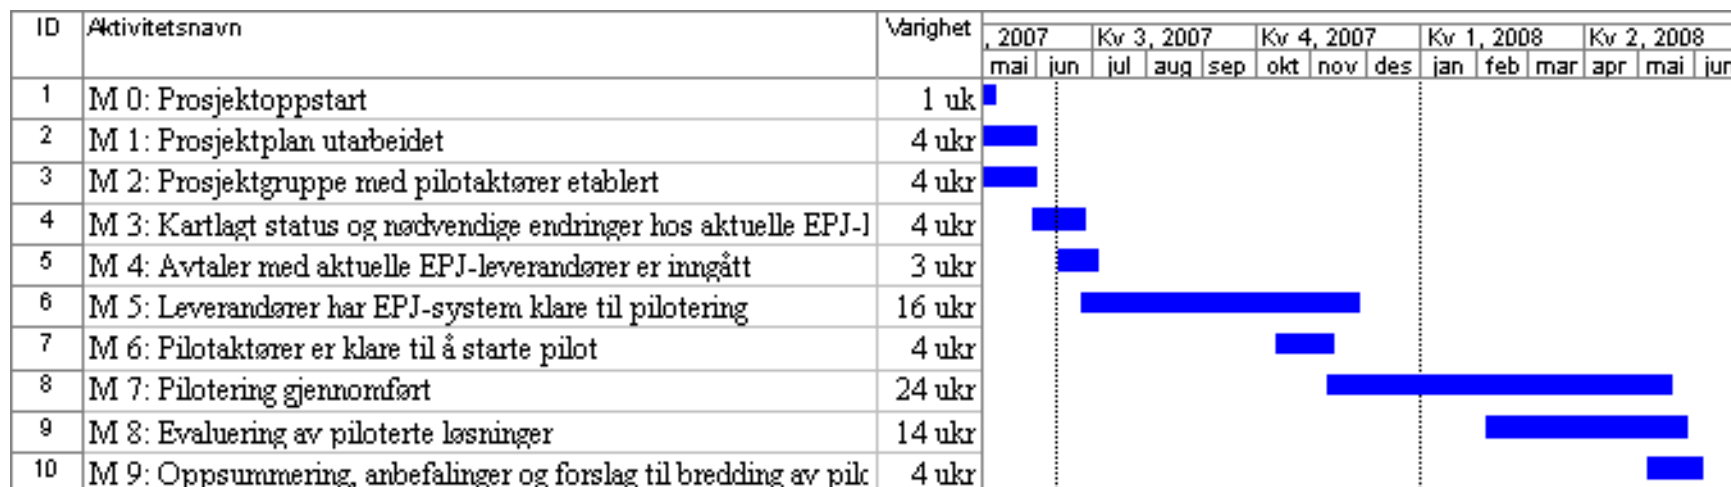 ID Aktivitetsnavn Varighet , 2007 Kv 3, 2007 Kv 4, 2007 Kv 1, 2008 Kv 2, 2008
mai jun jul aug sep okt nov des jan feb mar apr mai jun
1 M 0: Prosjektoppstart 1 uk
2 M 1: Prosjektplan utarbeidet 4 ukr
3 M 2: Prosjektgruppe med pilotaktører etablert 4 ukr
4 M 3: Kartlagt status og nødvendige endringer hos aktuelle EPJ-l 4 ukr
5 M 4: Avtaler med aktuelle EPJ-leverandører er inngått 3 ukr
6 M 5: Leverandører har EPJ-system klare til pilotering 16 ukr
7 M 6: Pilotaktører er klare til å starte pilot 4 ukr
8 M 7: Pilotering gjennomført 24 ukr
9 M 8: Evaluering av piloterte løsninger 14 ukr
10 M 9: Oppsummering, anbefalinger og forslag til bredding av pilo 4 ukr